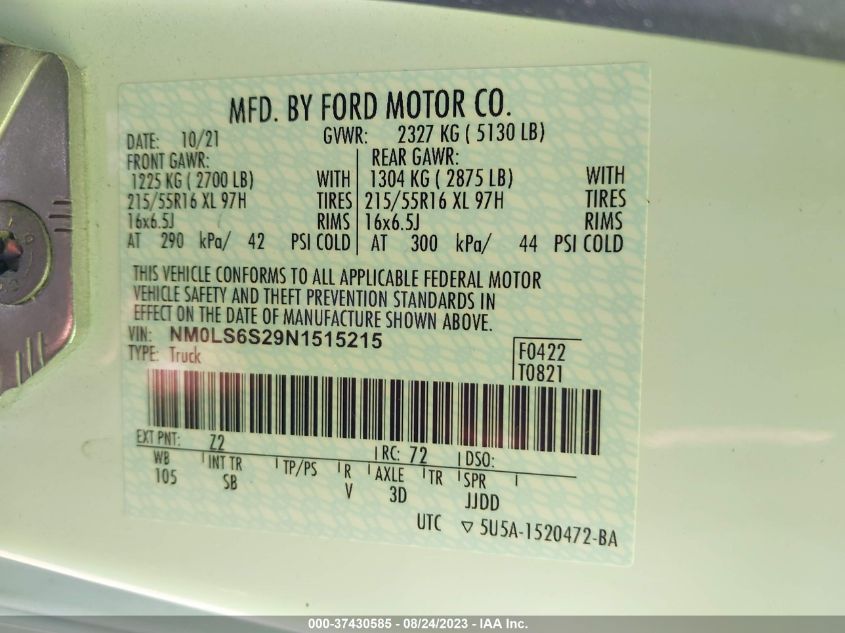 MFD. BY FORD MOTOR CO.
DATE: 10/21 GVWR: 2327 KG ( 5130 LB)
FRONT GAWR: REAR GAWR:
1225 KG ( 2700 LB) WITH 1304 KG ( 2875 LB) WITH
215/55R16 XL 97H TIRES 215/55R16 XL 97H TIRES
16x6.5J RIMS 16x6.5J RIMS
AT 290 kPa/ 42 PSI COLD AT 300 kPa/ 44 PSI COLD
THIS VEHICLE CONFORMS TO ALL APPLICABLE FEDERAL MOTOR
VEHICLE SAFETY AND THEFT PREVENTION STANDARDS IN
EFFECT ON THE DATE OF MANUFACTURE SHOWN ABOVE.
VIN: NM0LS6S29N1515215
TYPE: Truck
F0422
T0821
EXT PNT: Z2 RC: 72 DSO:
WB INT TR TP/PS R AXLE TR SPR
105 SB V 3D JJDD
UTC ▽ 5U5A-1520472-BA
000-37430585 - 08/24/2023 - IAA Inc.